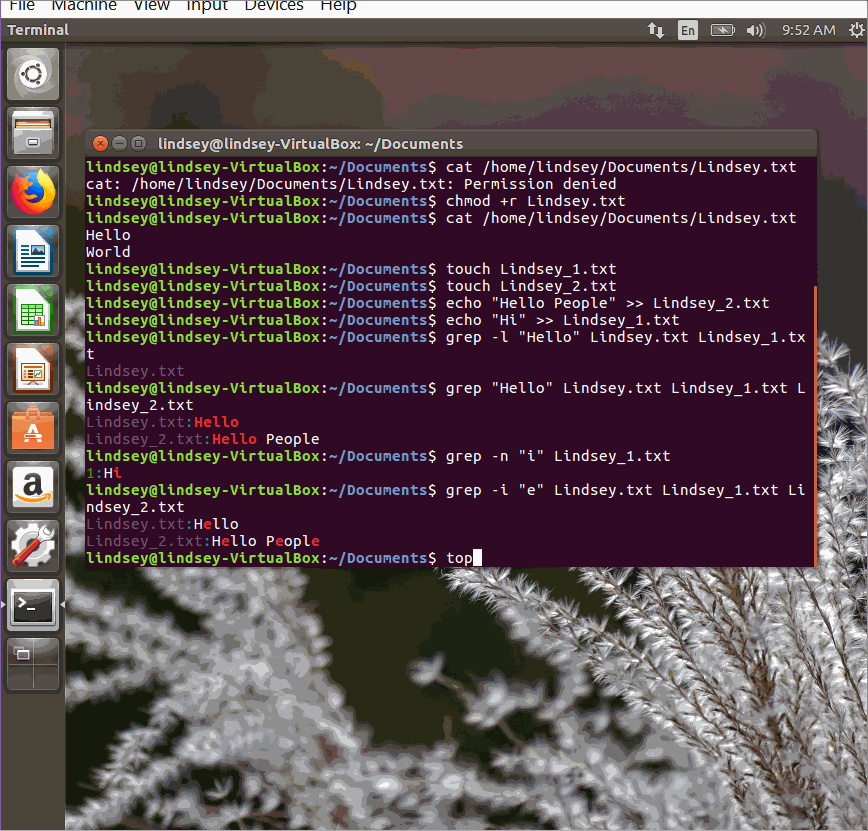 File Machine View Input Devices Help
Terminal En 9:52 AM
lindsey@lindsey-VirtualBox: ~/Documents
lindsey@lindsey-VirtualBox:~/Documents$ cat /home/lindsey/Documents/Lindsey.txt
cat: /home/lindsey/Documents/Lindsey.txt: Permission denied
lindsey@lindsey-VirtualBox:~/Documents$ chmod +r Lindsey.txt
lindsey@lindsey-VirtualBox:~/Documents$ cat /home/lindsey/Documents/Lindsey.txt
Hello
World
lindsey@lindsey-VirtualBox:~/Documents$ touch Lindsey_1.txt
lindsey@lindsey-VirtualBox:~/Documents$ touch Lindsey_2.txt
lindsey@lindsey-VirtualBox:~/Documents$ echo "Hello People" >> Lindsey_2.txt
lindsey@lindsey-VirtualBox:~/Documents$ echo "Hi" >> Lindsey_1.txt
lindsey@lindsey-VirtualBox:~/Documents$ grep -l "Hello" Lindsey.txt Lindsey_1.tx
t
Lindsey.txt
lindsey@lindsey-VirtualBox:~/Documents$ grep "Hello" Lindsey.txt Lindsey_1.txt L
indsey_2.txt
Lindsey.txt:Hello
Lindsey_2.txt:Hello People
lindsey@lindsey-VirtualBox:~/Documents$ grep -n "i" Lindsey_1.txt
1:Hi
lindsey@lindsey-VirtualBox:~/Documents$ grep -i "e" Lindsey.txt Lindsey_1.txt Li
ndsey_2.txt
Lindsey.txt:Hello
Lindsey_2.txt:Hello People
lindsey@lindsey-VirtualBox:~/Documents$ top